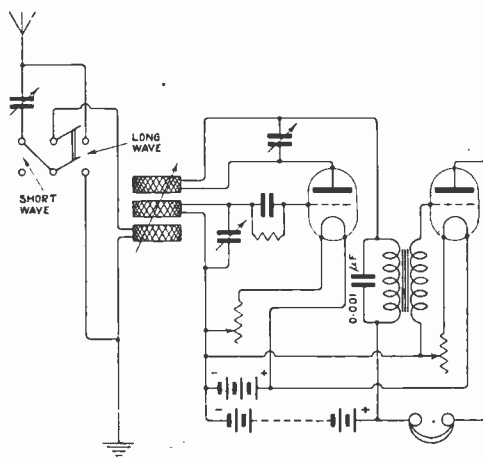 LONG
WAVE
SHORT
WAVE
0.001 μF
- +
- +
E